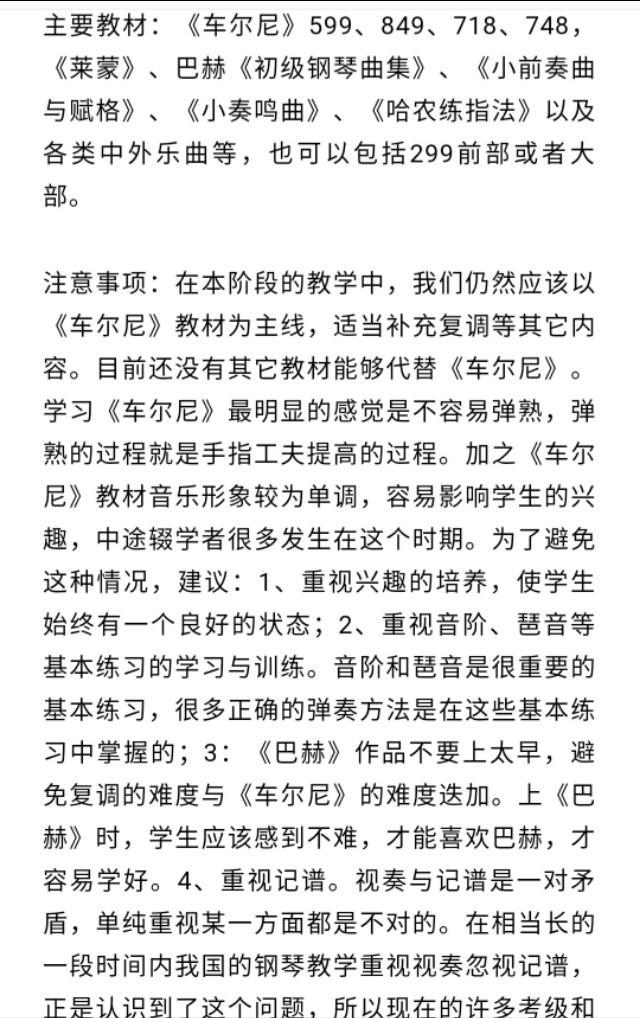 主要教材：《车尔尼》599、849、718、748，
《莱蒙》、巴赫《初级钢琴曲集》、《小前奏曲
与赋格》、《小奏鸣曲》、《哈农练指法》以及
各类中外乐曲等，也可以包括299前部或者大
部。
注意事项：在本阶段的教学中，我们仍然应该以
《车尔尼》教材为主线，适当补充复调等其它内
容。目前还没有其它教材能够代替《车尔尼》。
学习《车尔尼》最明显的感觉是不容易弹熟，弹
熟的过程就是手指工夫提高的过程。加之《车尔
尼》教材音乐形象较为单调，容易影响学生的兴
趣，中途辍学者很多发生在这个时期。为了避免
这种情况，建议：1、重视兴趣的培养，使学生
始终有一个良好的状态；2、重视音阶、琶音等
基本练习的学习与训练。音阶和琶音是很重要的
基本练习，很多正确的弹奏方法是在这些基本练
习中掌握的；3：《巴赫》作品不要上太早，避
免复调的难度与《车尔尼》的难度迭加。上《巴
赫》时，学生应该感到不难，才能喜欢巴赫，才
容易学好。4、重视记谱。视奏与记谱是一对矛
盾，单纯重视某一方面都是不对的。在相当长的
一段时间内我国的钢琴教学重视视奏忽视记谱，
正是认识到了这个问题，所以现在的许多考级和